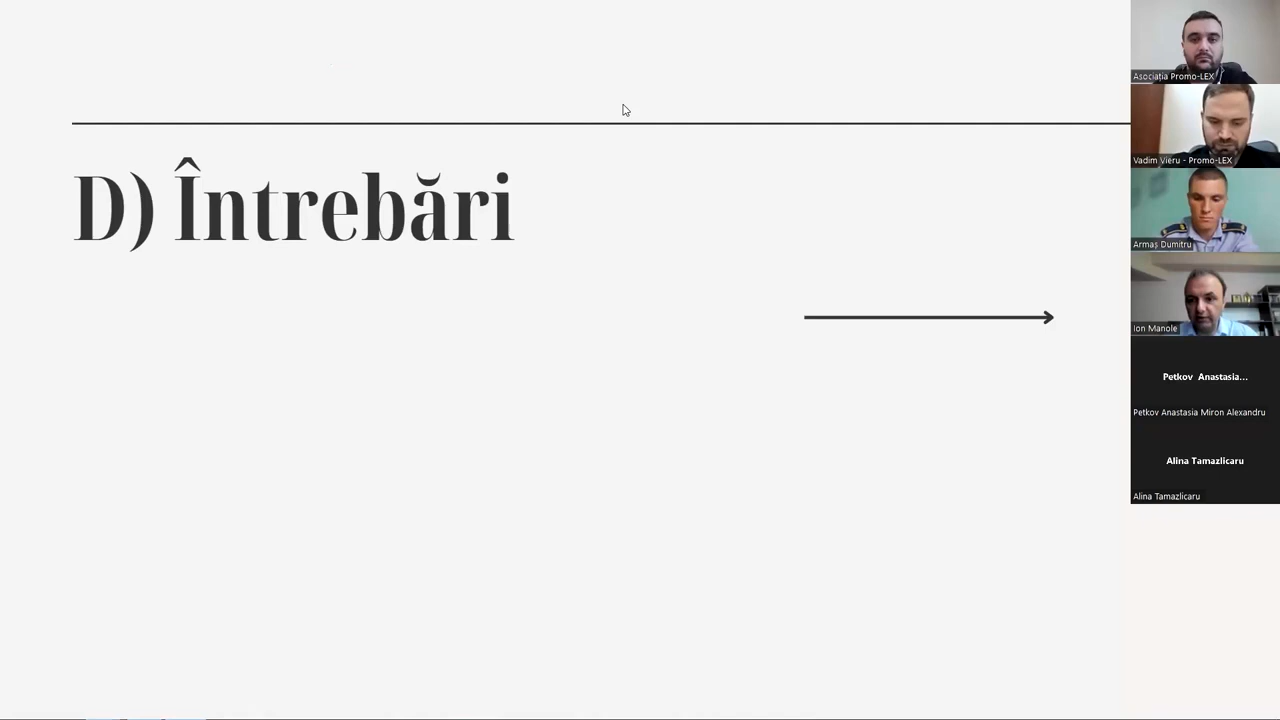 D) Întrebări
Asociația Promo-LEX
Vadim Vieru - Promo-LEX
Armaș Dumitru
Ion Manole
Petkov Anastasia...
Petkov Anastasia Miron Alexandru
Alina Tamazlicaru
Alina Tamazlicaru